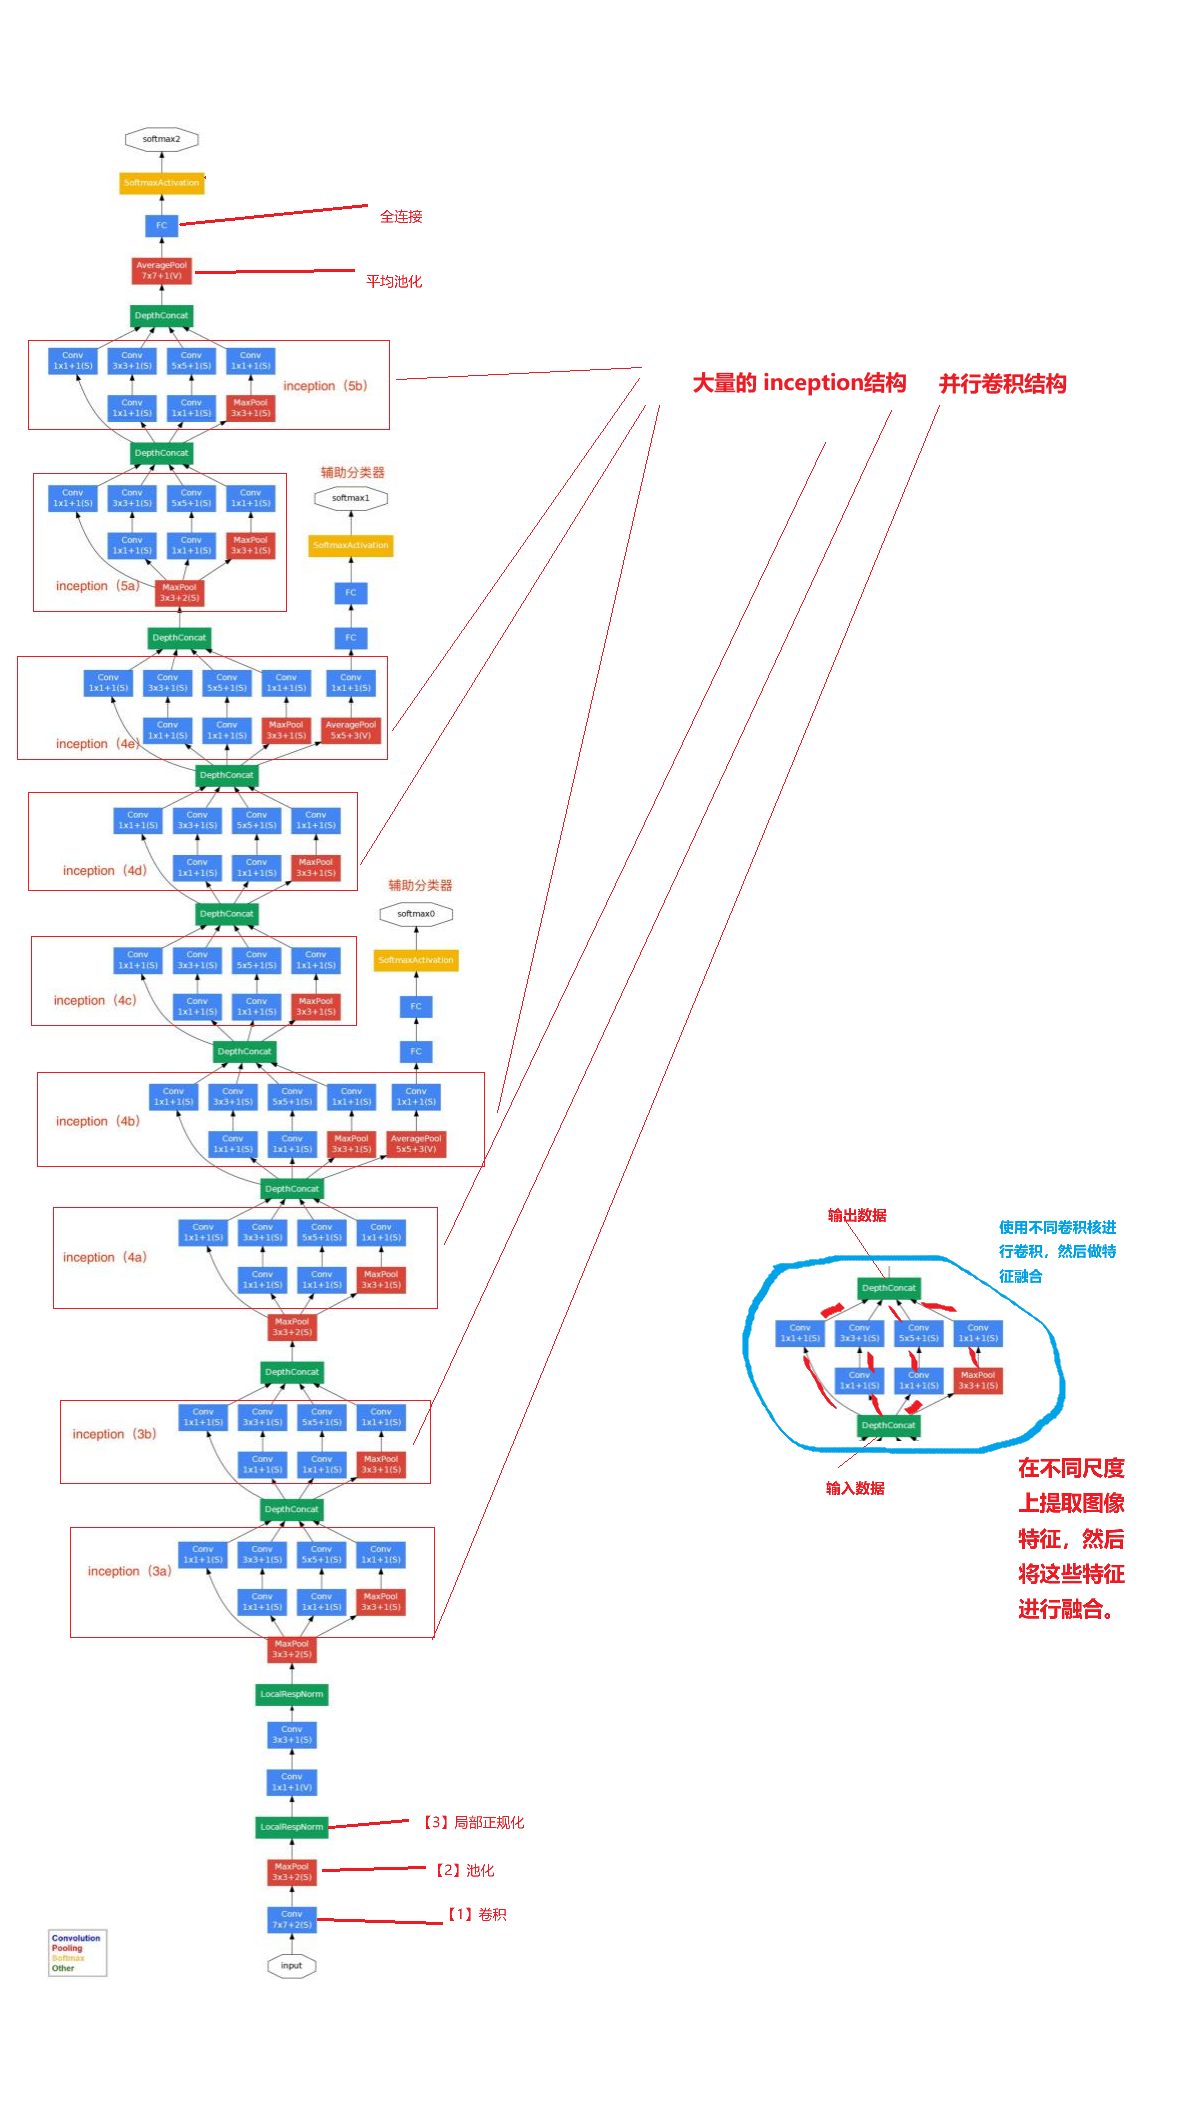 softmax2
SoftmaxActivation
FC
全连接
AveragePool
7x7+1(V)
平均池化
DepthConcat
Conv
1x1+1(S)
Conv
3x3+1(S)
Conv
5x5+1(S)
Conv
1x1+1(S)
inception（5b）
Conv
1x1+1(S)
Conv
1x1+1(S)
MaxPool
3x3+1(S)
大量的 inception结构
并行卷积结构
DepthConcat
辅助分类器
softmax1
Conv
1x1+1(S)
Conv
3x3+1(S)
Conv
5x5+1(S)
Conv
1x1+1(S)
SoftmaxActivation
Conv
1x1+1(S)
Conv
1x1+1(S)
MaxPool
3x3+1(S)
inception（5a）
MaxPool
3x3+2(S)
FC
DepthConcat
FC
Conv
1x1+1(S)
Conv
3x3+1(S)
Conv
5x5+1(S)
Conv
1x1+1(S)
Conv
1x1+1(S)
inception（4e）
Conv
1x1+1(S)
Conv
1x1+1(S)
MaxPool
3x3+1(S)
AveragePool
5x5+3(V)
DepthConcat
Conv
1x1+1(S)
Conv
3x3+1(S)
Conv
5x5+1(S)
Conv
1x1+1(S)
inception（4d）
Conv
1x1+1(S)
Conv
1x1+1(S)
MaxPool
3x3+1(S)
辅助分类器
DepthConcat
softmax0
Conv
1x1+1(S)
Conv
3x3+1(S)
Conv
5x5+1(S)
Conv
1x1+1(S)
SoftmaxActivation
inception（4c）
Conv
1x1+1(S)
Conv
1x1+1(S)
MaxPool
3x3+1(S)
FC
DepthConcat
FC
Conv
1x1+1(S)
Conv
3x3+1(S)
Conv
5x5+1(S)
Conv
1x1+1(S)
Conv
1x1+1(S)
inception（4b）
Conv
1x1+1(S)
Conv
1x1+1(S)
MaxPool
3x3+1(S)
AveragePool
5x5+3(V)
DepthConcat
Conv
1x1+1(S)
Conv
3x3+1(S)
Conv
5x5+1(S)
Conv
1x1+1(S)
inception（4a）
Conv
1x1+1(S)
Conv
1x1+1(S)
MaxPool
3x3+1(S)
MaxPool
3x3+2(S)
DepthConcat
Conv
1x1+1(S)
Conv
3x3+1(S)
Conv
5x5+1(S)
Conv
1x1+1(S)
inception（3b）
Conv
1x1+1(S)
Conv
1x1+1(S)
MaxPool
3x3+1(S)
DepthConcat
Conv
1x1+1(S)
Conv
3x3+1(S)
Conv
5x5+1(S)
Conv
1x1+1(S)
inception（3a）
Conv
1x1+1(S)
Conv
1x1+1(S)
MaxPool
3x3+1(S)
MaxPool
3x3+2(S)
LocalRespNorm
Conv
3x3+1(S)
Conv
1x1+1(V)
LocalRespNorm
【3】局部正规化
MaxPool
3x3+2(S)
【2】池化
Conv
7x7+2(S)
【1】卷积
input
Convolution
Pooling
Softmax
Other
输出数据
使用不同卷积核进
行卷积，然后做特
征融合
DepthConcat
Conv
1x1+1(S)
Conv
3x3+1(S)
Conv
5x5+1(S)
Conv
1x1+1(S)
Conv
1x1+1(S)
Conv
1x1+1(S)
MaxPool
3x3+1(S)
DepthConcat
输入数据
在不同尺度
上提取图像
特征，然后
将这些特征
进行融合。